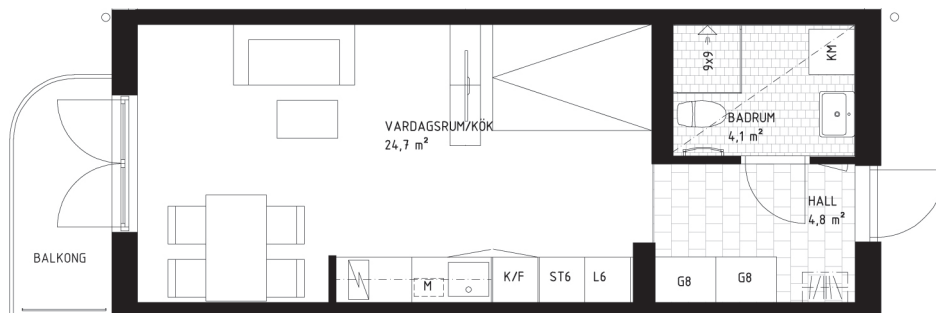 9x9
KM
BADRUM
4,1 m²
VARDAGSRUM/KÖK
24,7 m²
HALL
4,8 m²
BALKONG
M
K/F
ST6
L6
G8
G8